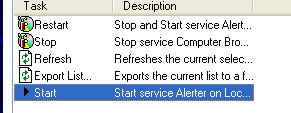 Task Description
Restart Stop and Start service Alert...
Stop Stop service Computer Bro...
Refresh Refreshes the current selec...
Export List... Exports the current list to a f...
Start Start service Alerter on Loc...